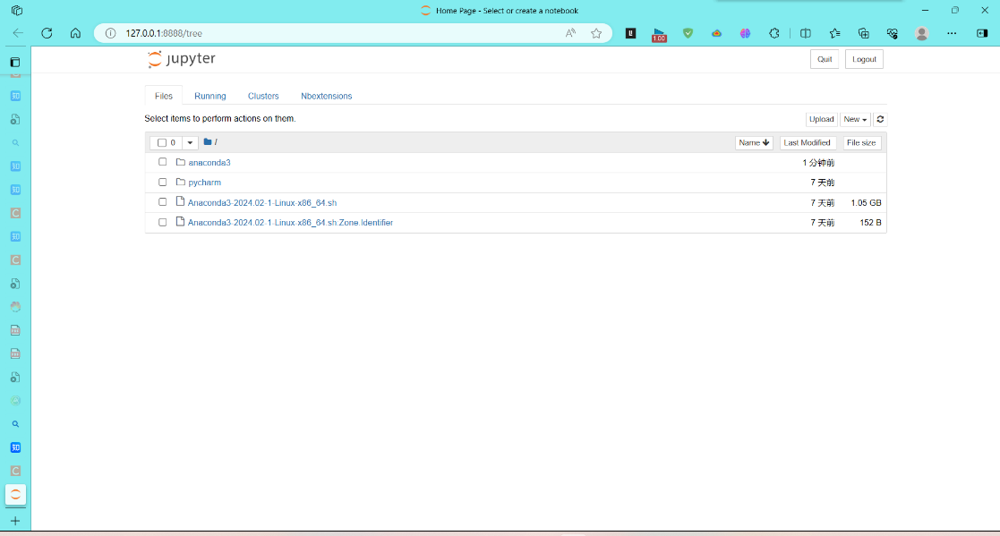 Home Page - Select or create a notebook
127.0.0.1:8888/tree
1.00
jupyter
Quit
Logout
Files
Running
Clusters
Nbextensions
Select items to perform actions on them.
Upload
New
0
/
Name
Last Modified
File size
anaconda3
1 分钟前
pycharm
7 天前
Anaconda3-2024.02-1-Linux-x86_64.sh
7 天前
1.05 GB
Anaconda3-2024.02-1-Linux-x86_64.sh:Zone.Identifier
7 天前
152 B